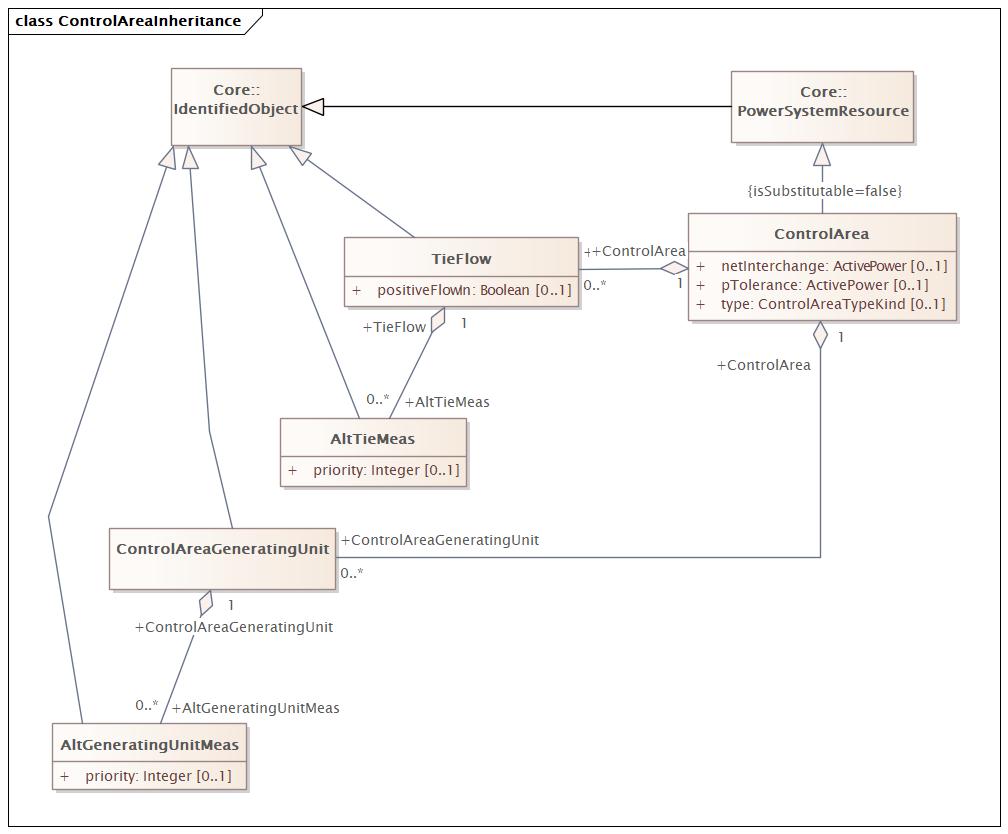 class ControlAreaInheritance
Core::
IdentifiedObject
Core::
PowerSystemResource
{isSubstitutable=false}
ControlArea
+ netInterchange: ActivePower [0..1]
+ pTolerance: ActivePower [0..1]
+ type: ControlAreaTypeKind [0..1]
TieFlow
+ positiveFlowIn: Boolean [0..1]
++ControlArea
0..*
1
+TieFlow
1
1
+ControlArea
0..*
+AltTieMeas
AltTieMeas
+ priority: Integer [0..1]
ControlAreaGeneratingUnit
+ControlAreaGeneratingUnit
0..*
1
+ControlAreaGeneratingUnit
0..*
+AltGeneratingUnitMeas
AltGeneratingUnitMeas
+ priority: Integer [0..1]